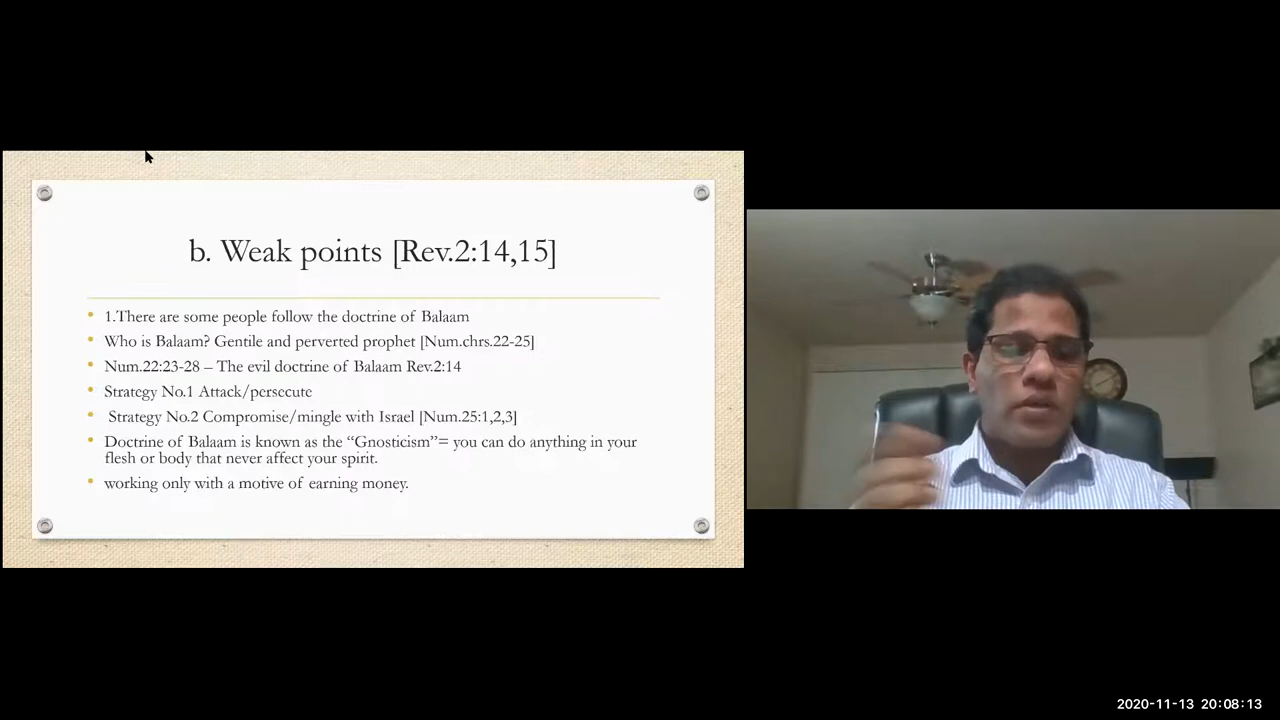 b. Weak points [Rev.2:14,15]
1.There are some people follow the doctrine of Balaam
Who is Balaam? Gentile and perverted prophet [Num.chrs.22-25]
Num.22:23-28 – The evil doctrine of Balaam Rev.2:14
Strategy No.1 Attack/persecute
Strategy No.2 Compromise/mingle with Israel [Num.25:1,2,3]
Doctrine of Balaam is known as the “Gnosticism”= you can do anything in your
flesh or body that never affect your spirit.
working only with a motive of earning money.
2020-11-13 20:08:13